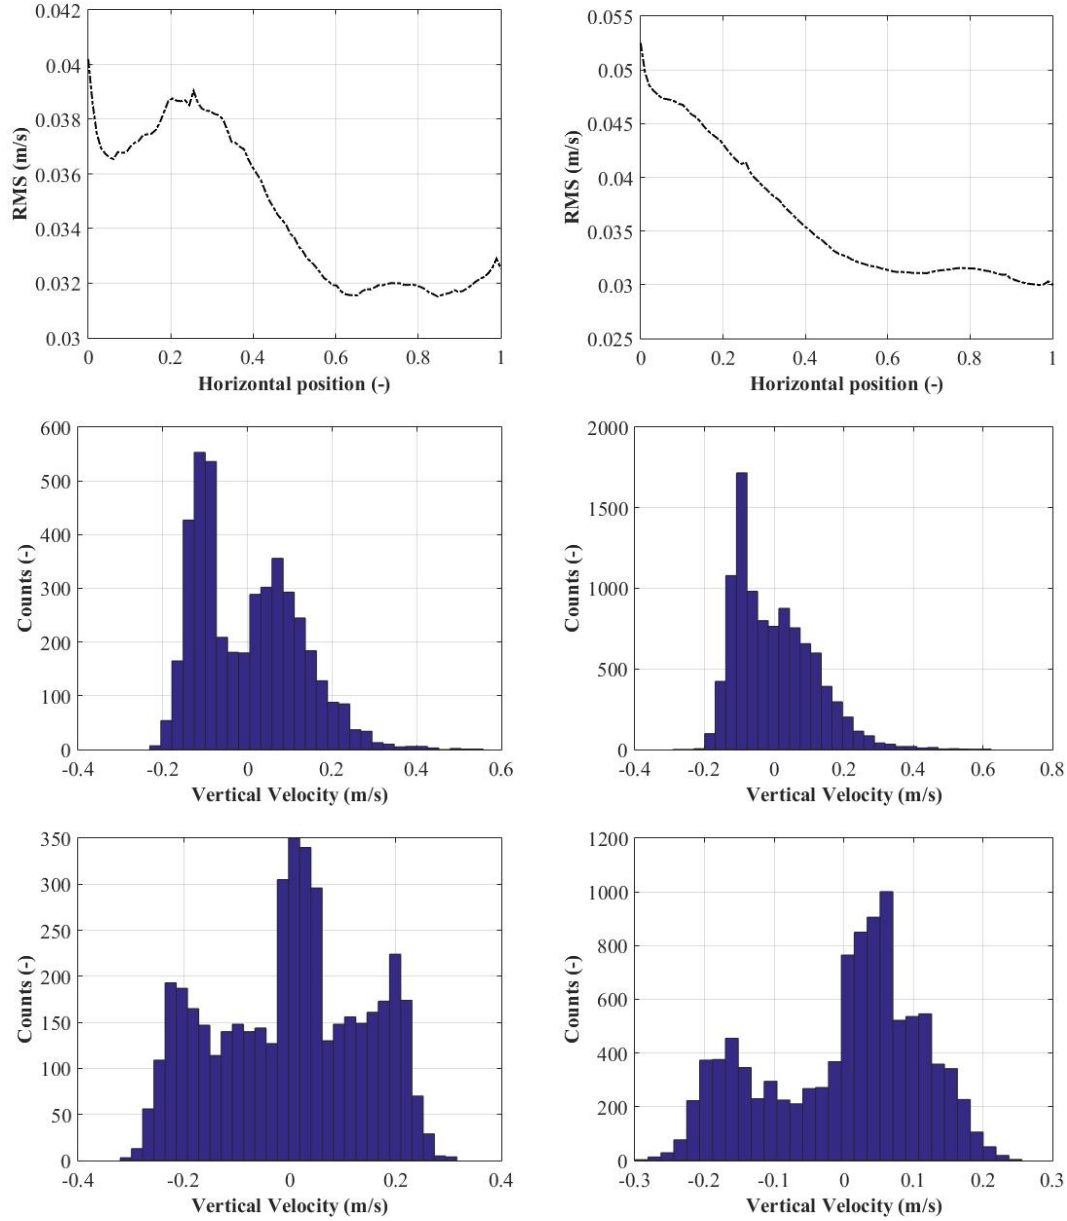 0.042
0.04
0.038
0.036
0.034
0.032
0.03
RMS (m/s)
0 0.2 0.4 0.6 0.8 1
Horizontal position (-)
0.055
0.05
0.045
0.04
0.035
0.03
0.025
RMS (m/s)
0 0.2 0.4 0.6 0.8 1
Horizontal position (-)
600
500
400
300
200
100
0
Counts (-)
-0.4 -0.2 0 0.2 0.4 0.6
Vertical Velocity (m/s)
2000
1500
1000
500
0
Counts (-)
-0.4 -0.2 0 0.2 0.4 0.6 0.8
Vertical Velocity (m/s)
350
300
250
200
150
100
50
0
Counts (-)
-0.4 -0.2 0 0.2 0.4
Vertical Velocity (m/s)
1200
1000
800
600
400
200
0
Counts (-)
-0.3 -0.2 -0.1 0 0.1 0.2 0.3
Vertical Velocity (m/s)